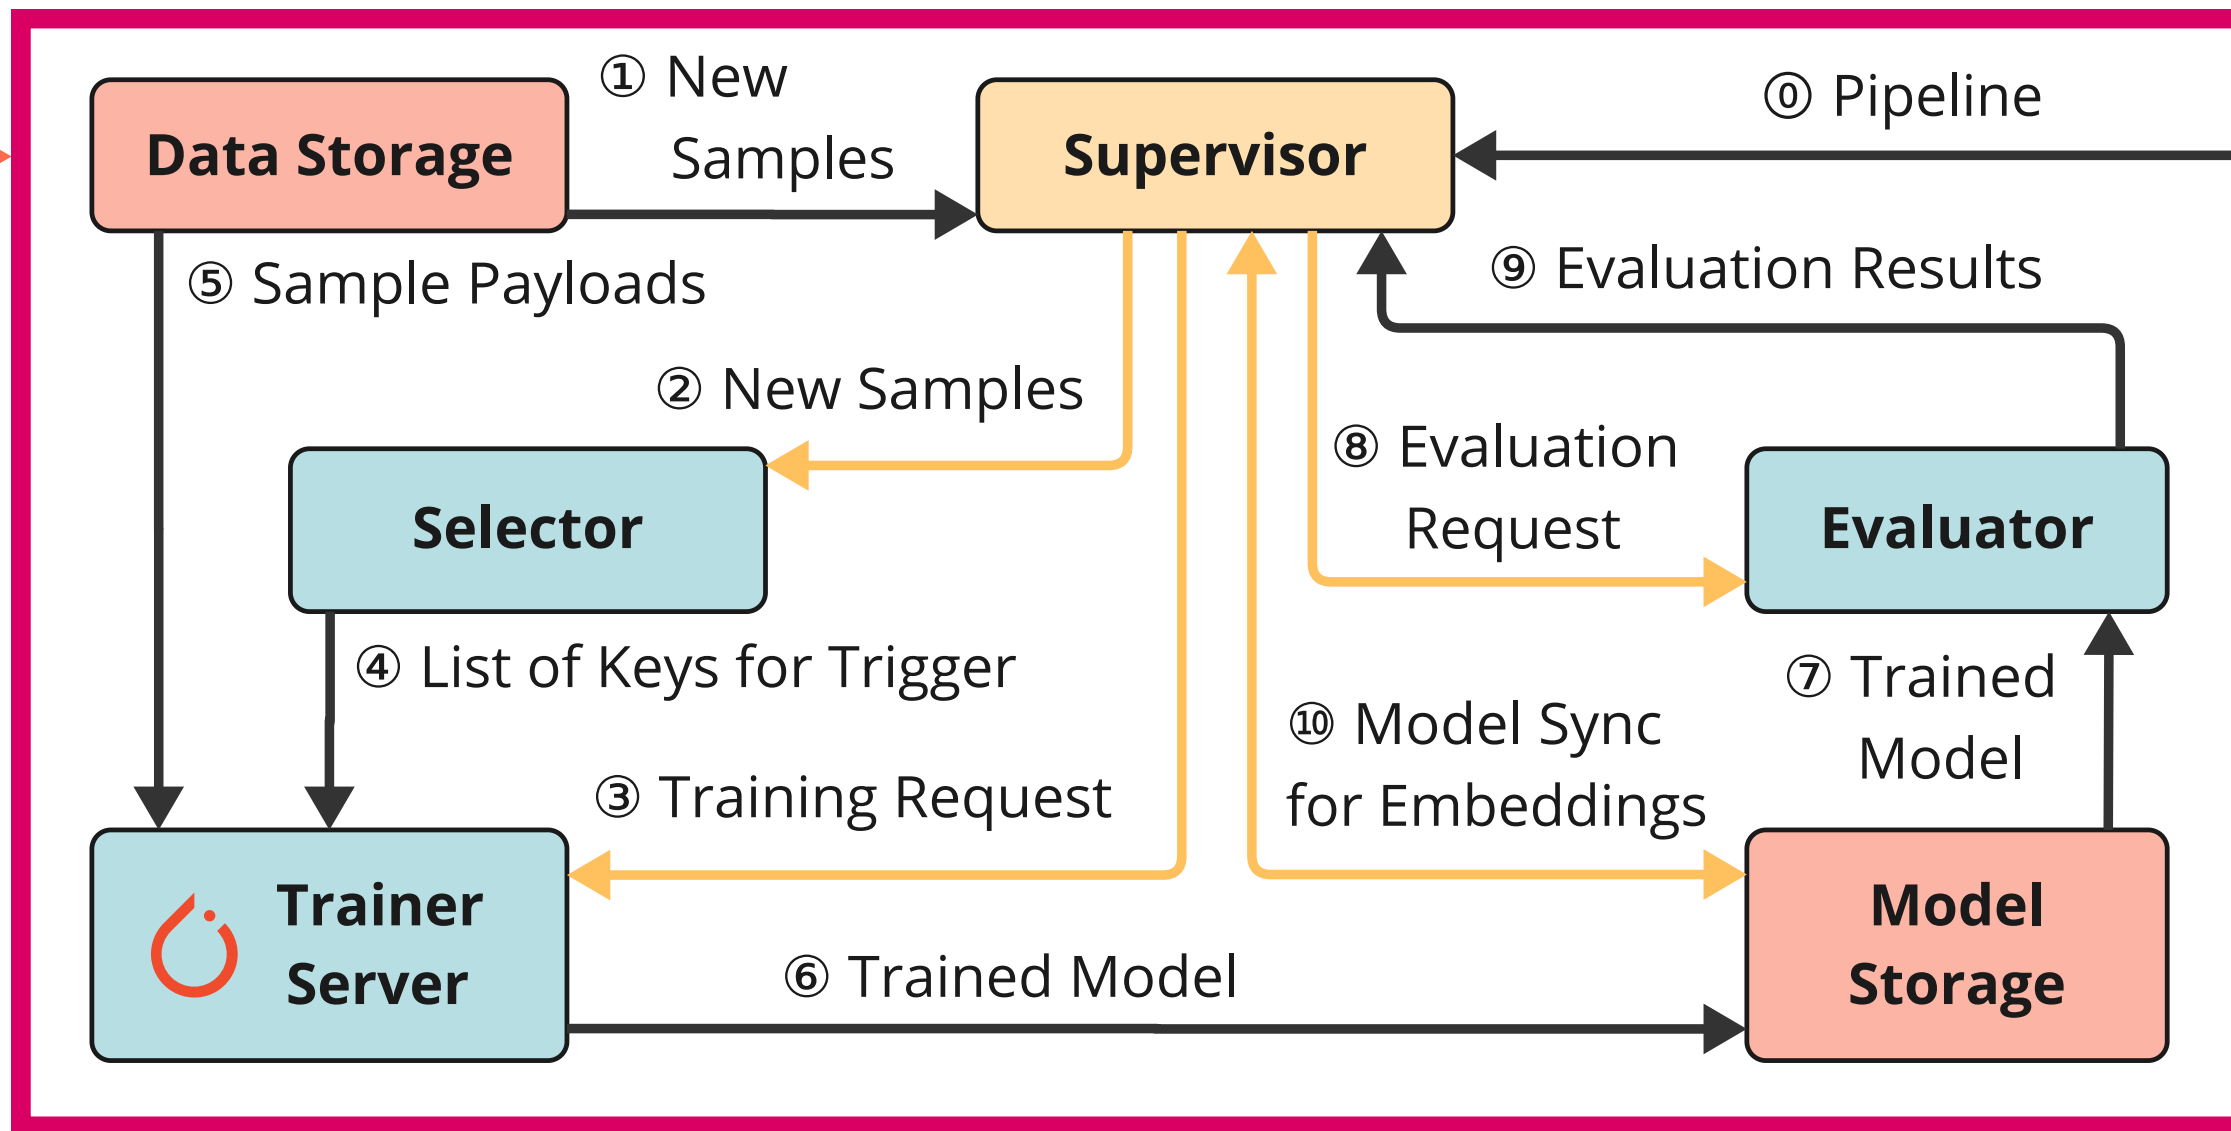 Data Storage
① New
Samples
Supervisor
⓪ Pipeline
⑤ Sample Payloads
⑨ Evaluation Results
② New Samples
⑧ Evaluation
Request
Selector
Evaluator
④ List of Keys for Trigger
⑦ Trained
Model
⑩ Model Sync
for Embeddings
③ Training Request
Trainer
Server
⑥ Trained Model
Model
Storage